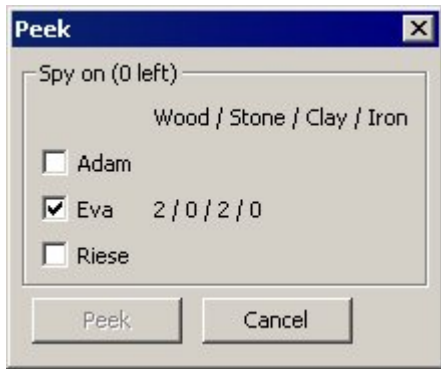 Peek
Spy on (0 left)
Wood / Stone / Clay / Iron
Adam
Eva 2 / 0 / 2 / 0
Riese
Peek Cancel